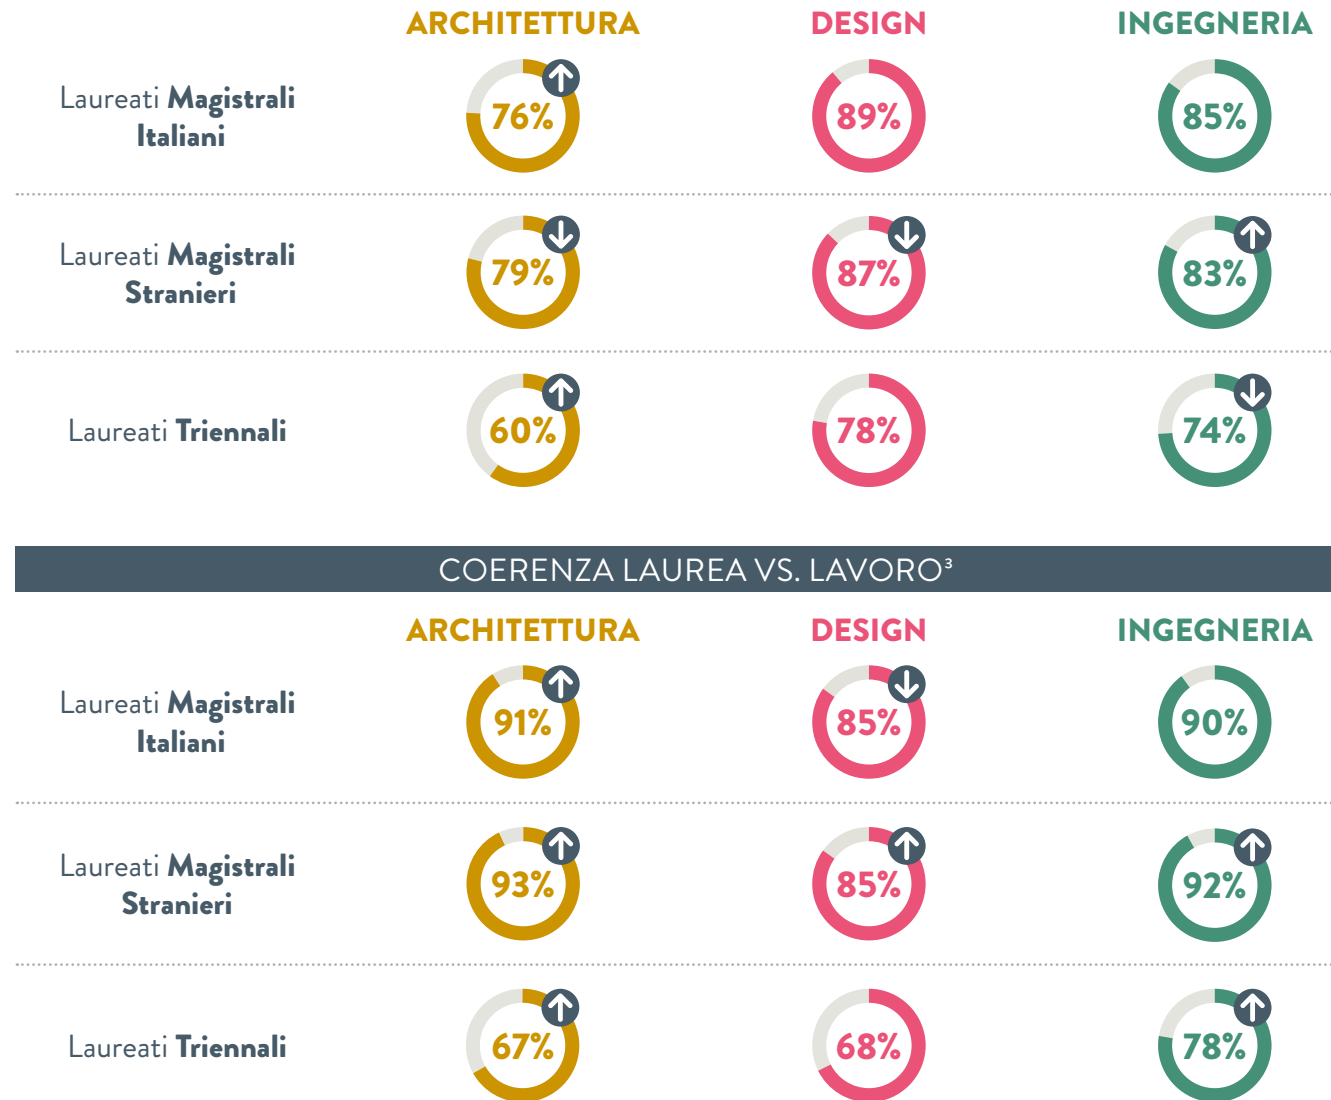 ARCHITETTURA DESIGN INGEGNERIA
Laureati Magistrali
Italiani
76% 89% 85%
Laureati Magistrali
Stranieri
79% 87% 83%
Laureati Triennali
60% 78% 74%
COERENZA LAUREA VS. LAVORO³
ARCHITETTURA DESIGN INGEGNERIA
Laureati Magistrali
Italiani
91% 85% 90%
Laureati Magistrali
Stranieri
93% 85% 92%
Laureati Triennali
67% 68% 78%